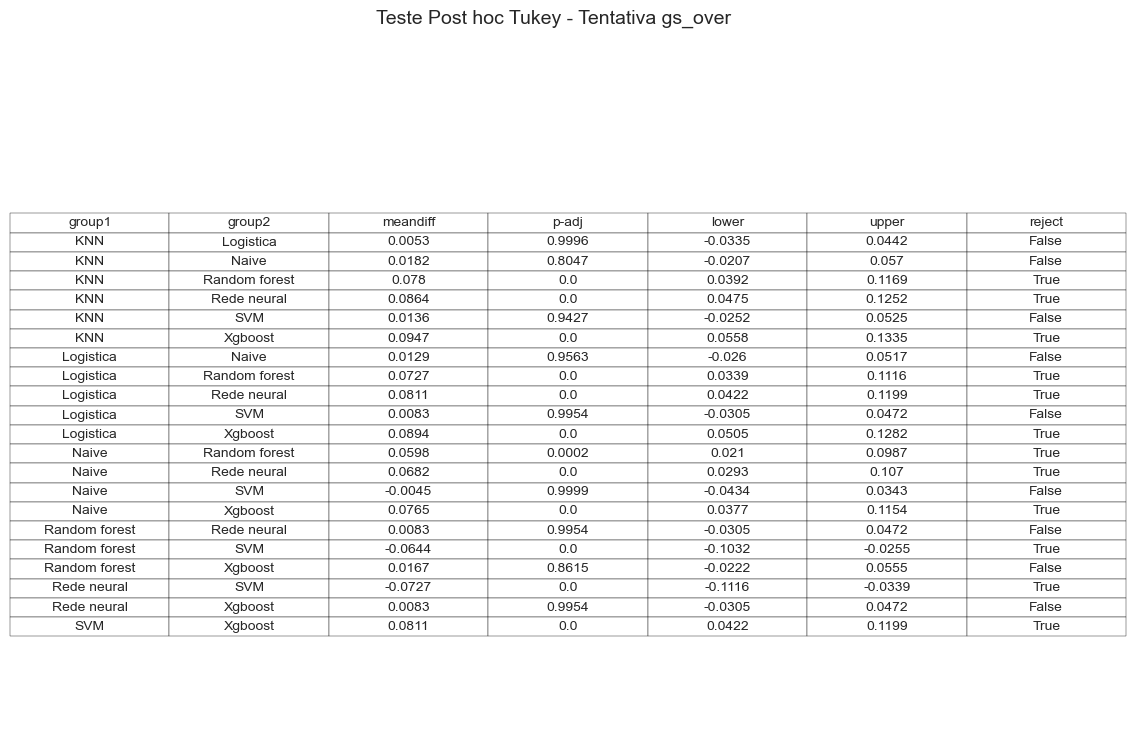 Teste Post hoc Tukey - Tentativa gs_over
group1 group2 meandiff p-adj lower upper reject
KNN Logistica 0.0053 0.9996 -0.0335 0.0442 False
KNN Naive 0.0182 0.8047 -0.0207 0.057 False
KNN Random forest 0.078 0.0 0.0392 0.1169 True
KNN Rede neural 0.0864 0.0 0.0475 0.1252 True
KNN SVM 0.0136 0.9427 -0.0252 0.0525 False
KNN Xgboost 0.0947 0.0 0.0558 0.1335 True
Logistica Naive 0.0129 0.9563 -0.026 0.0517 False
Logistica Random forest 0.0727 0.0 0.0339 0.1116 True
Logistica Rede neural 0.0811 0.0 0.0422 0.1199 True
Logistica SVM 0.0083 0.9954 -0.0305 0.0472 False
Logistica Xgboost 0.0894 0.0 0.0505 0.1282 True
Naive Random forest 0.0598 0.0002 0.021 0.0987 True
Naive Rede neural 0.0682 0.0 0.0293 0.107 True
Naive SVM -0.0045 0.9999 -0.0434 0.0343 False
Naive Xgboost 0.0765 0.0 0.0377 0.1154 True
Random forest Rede neural 0.0083 0.9954 -0.0305 0.0472 False
Random forest SVM -0.0644 0.0 -0.1032 -0.0255 True
Random forest Xgboost 0.0167 0.8615 -0.0222 0.0555 False
Rede neural SVM -0.0727 0.0 -0.1116 -0.0339 True
Rede neural Xgboost 0.0083 0.9954 -0.0305 0.0472 False
SVM Xgboost 0.0811 0.0 0.0422 0.1199 True